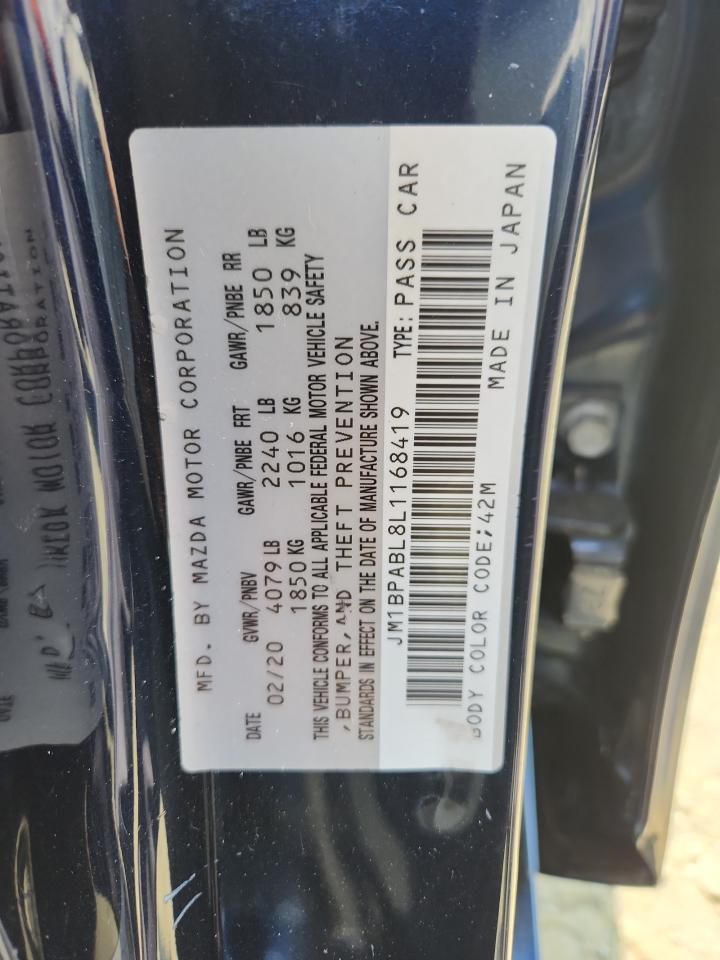 MFD. BY MAZDA MOTOR CORPORATION
DATE GVWR/PNBV GAWR/PNBE FRT GAWR/PNBE RR
02/20 4079 LB 2240 LB 1850 LB
1850 KG 1016 KG 839 KG
THIS VEHICLE CONFORMS TO ALL APPLICABLE FEDERAL MOTOR VEHICLE SAFETY
,BUMPER, AND THEFT PREVENTION
STANDARDS IN EFFECT ON THE DATE OF MANUFACTURE SHOWN ABOVE.
JM1BPABL8L1168419 TYPE: PASS CAR
BODY COLOR CODE;42M MADE IN JAPAN